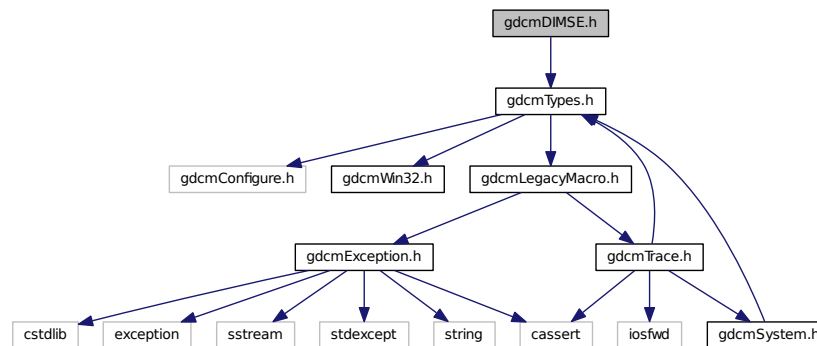 gdcmDIMSE.h
gdcmTypes.h
gdcmConfigure.h
gdcmWin32.h
gdcmLegacyMacro.h
gdcmException.h
gdcmTrace.h
cstdlib
exception
sstream
stdexcept
string
cassert
iosfwd
gdcmSystem.h